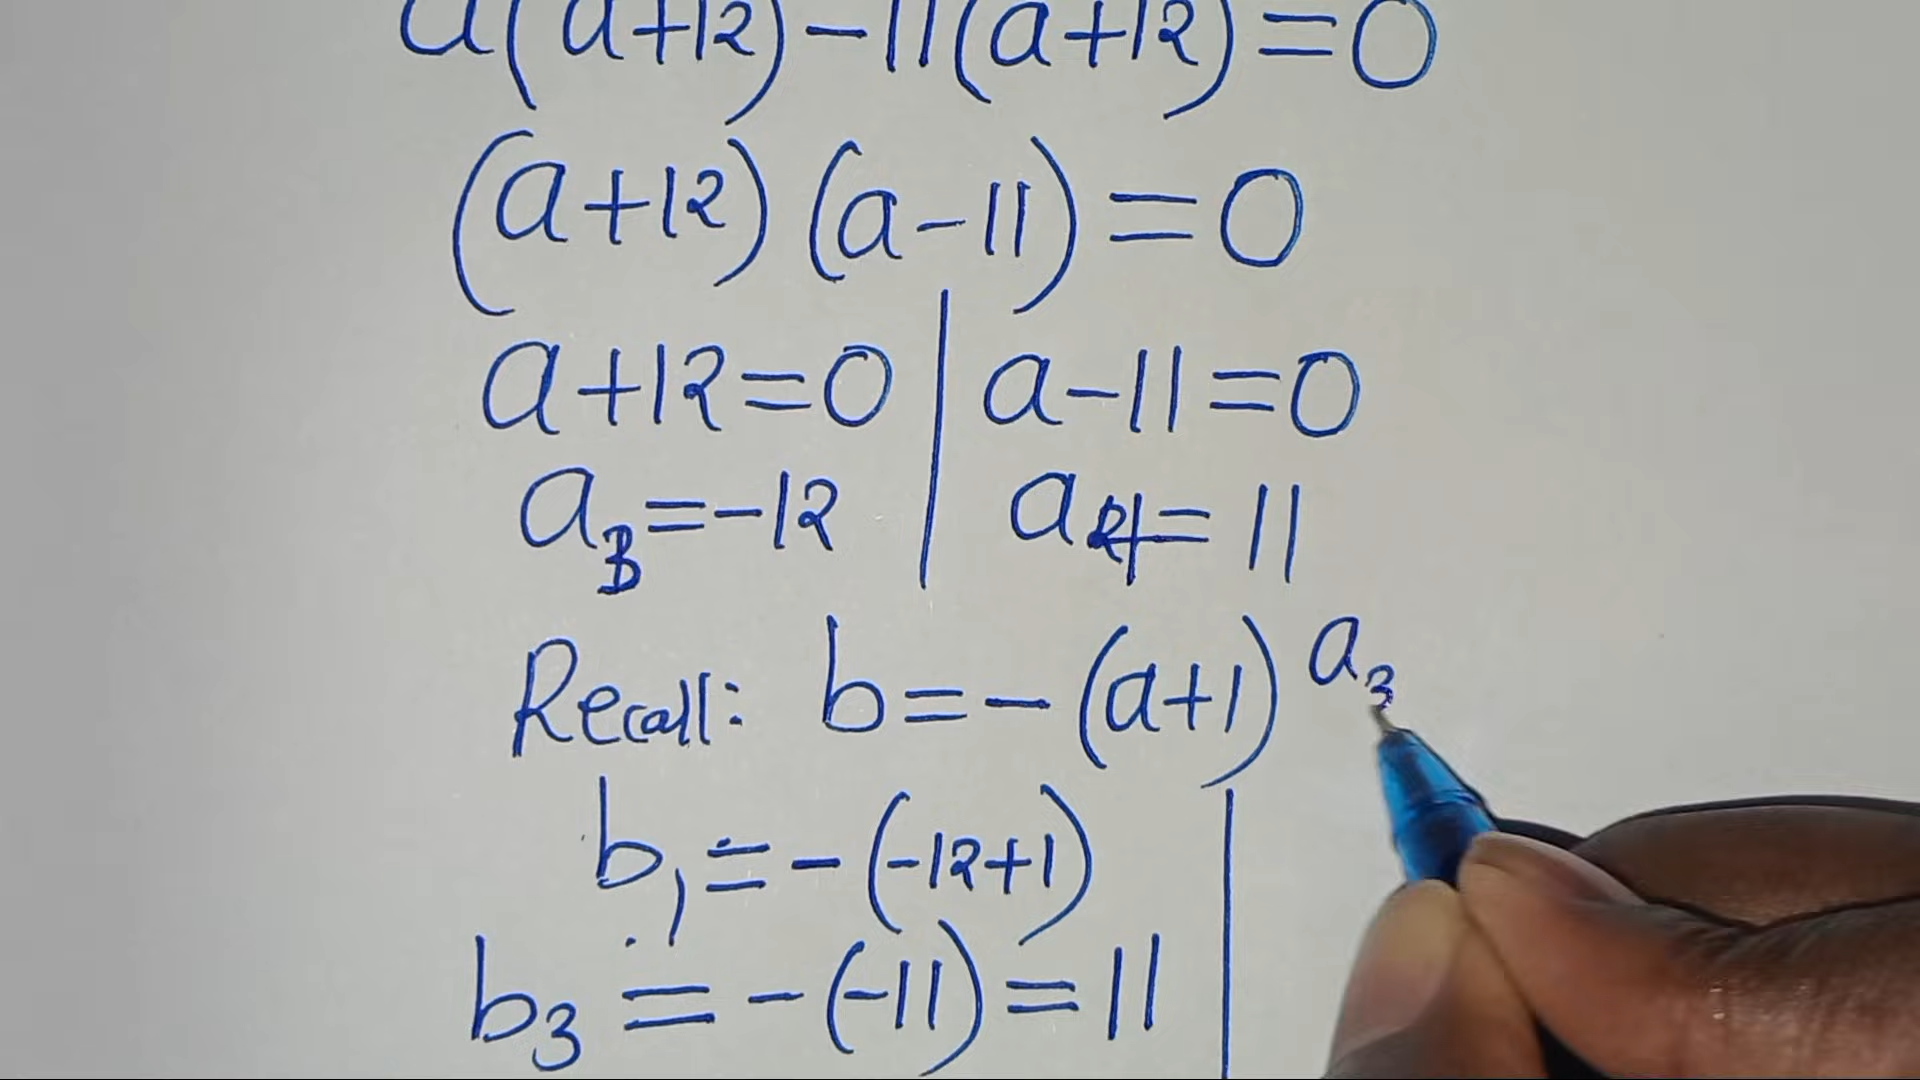 a(a+12)-11(a+12)=0
(a+12)(a-11)=0
a+12=0 | a-11=0
a₃=-12 | a₄=11
Recall: b=-(a+1) a₃
b₁=-(-12+1)
b₃=-(-11)=11